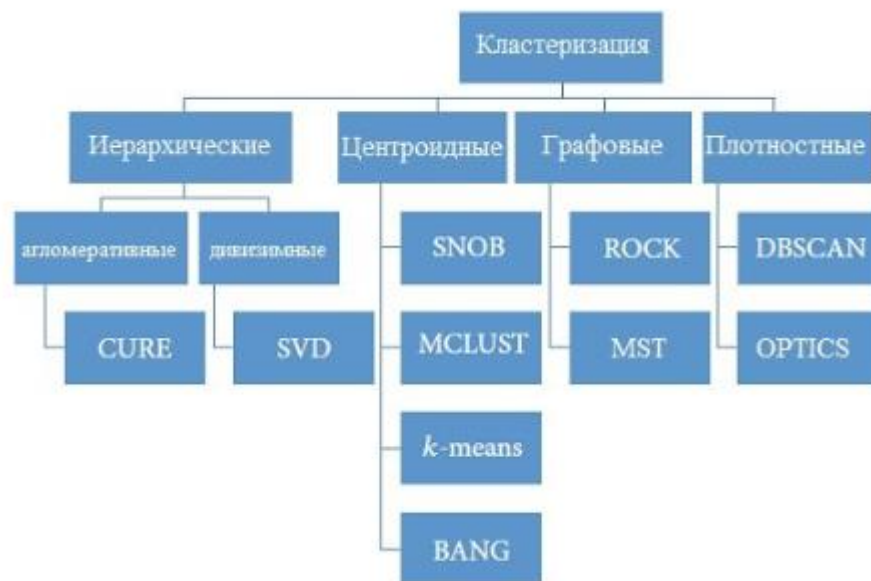 Кластеризация
Иерархические
Центроидные
Графовые
Плотностные
агломеративные
дивизимные
SNOB
ROCK
DBSCAN
CURE
SVD
MCLUST
MST
OPTICS
k-means
BANG